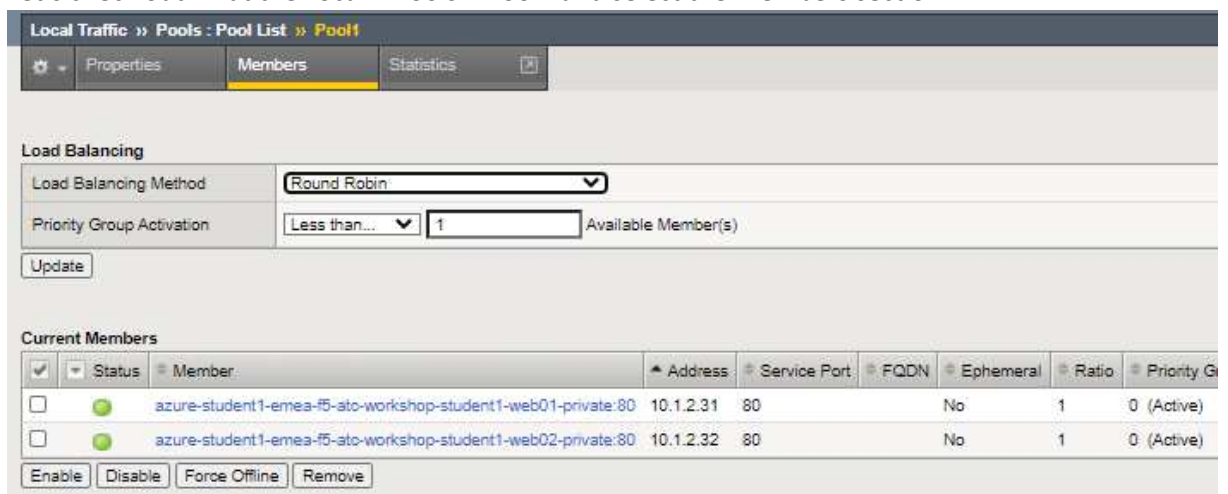 Local Traffic » Pools : Pool List » Pool1
Properties Members Statistics
Load Balancing
Load Balancing Method Round Robin
Priority Group Activation Less than... 1 Available Member(s)
Update
Current Members
Status Member Address Service Port FQDN Ephemeral Ratio Priority G
azure-student1-emea-f5-ato-workshop-student1-web01-private:80 10.1.2.31 80 No 1 0 (Active)
azure-student1-emea-f5-ato-workshop-student1-web02-private:80 10.1.2.32 80 No 1 0 (Active)
Enable Disable Force Offline Remove